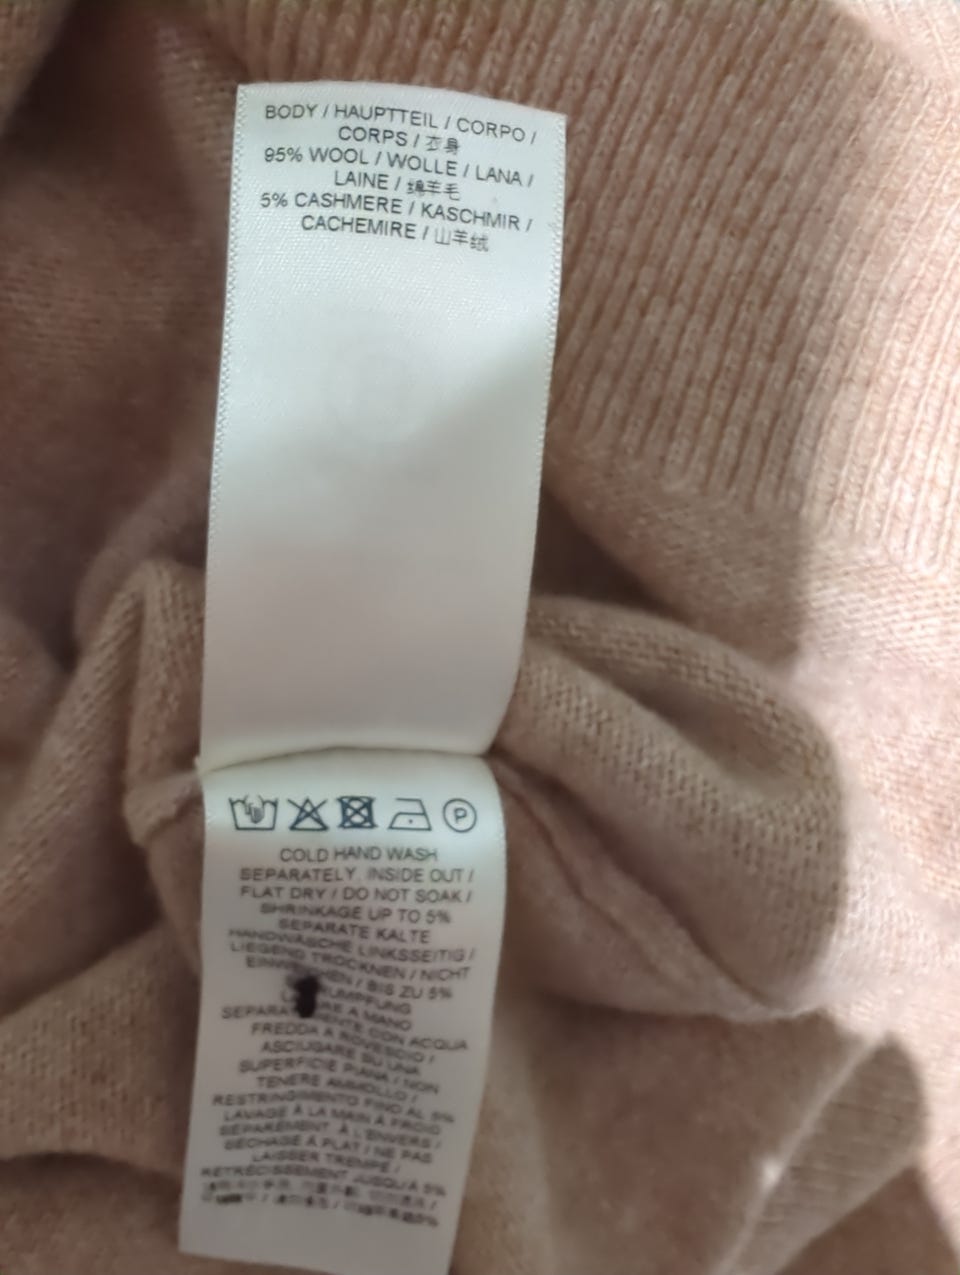 BODY / HAUPTTEIL / CORPO /
CORPS / 衣身
95% WOOL / WOLLE / LANA /
LAINE / 绵羊毛
5% CASHMERE / KASCHMIR /
CACHEMIRE / 山羊绒
P
COLD HAND WASH
SEPARATELY, INSIDE OUT /
FLAT DRY / DO NOT SOAK /
SHRINKAGE UP TO 5%
SEPARATE KALTE
HANDWÄSCHE LINKSSEITIG /
LIEGEND TROCKNEN / NICHT
/ BIS ZU 5%
A MANO
CON ACQUA
FREDDA A ROVESCIO /
ASCIUGARE SU UNA
SUPERFICIE PIANA / NON
TENERE AMMOLLO /
RESTRINGIMENTO FINO AL 5%
LAVAGE À LA MAIN À FROID
SÉPARÉMENT À L'ENVERS /
SÉCHAGE À PLAT / NE PAS
LAISSER TREMPÉ /
RÉTRÉCISSEMENT JUSQU'À 5%